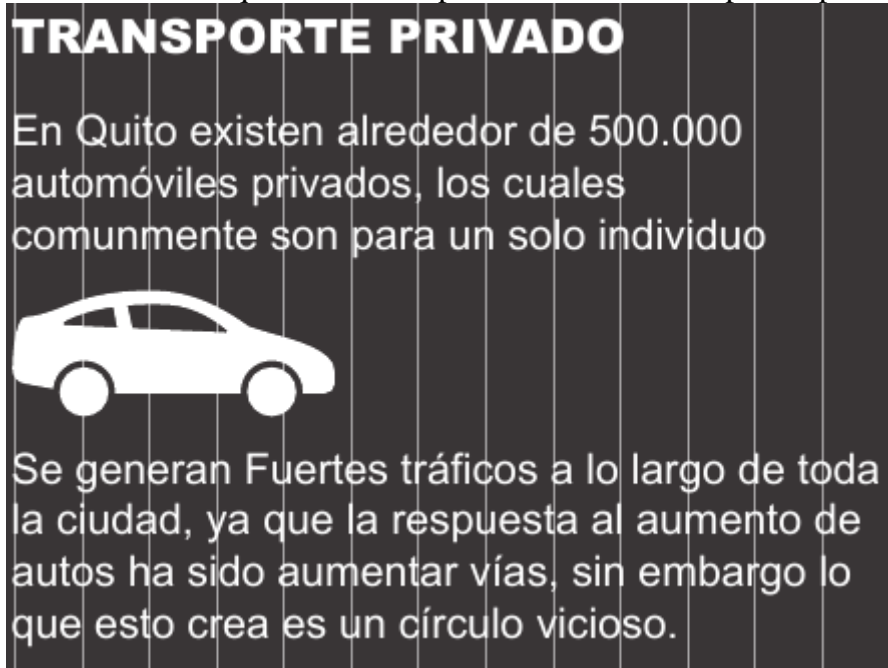 TRANSPORTE PRIVADO
En Quito existen alrededor de 500.000
automóviles privados, los cuales
comunmente son para un solo individuo
Se generan Fuertes tráficos a lo largo de toda
la ciudad, ya que la respuesta al aumento de
autos ha sido aumentar vías, sin embargo lo
que esto crea es un círculo vicioso.